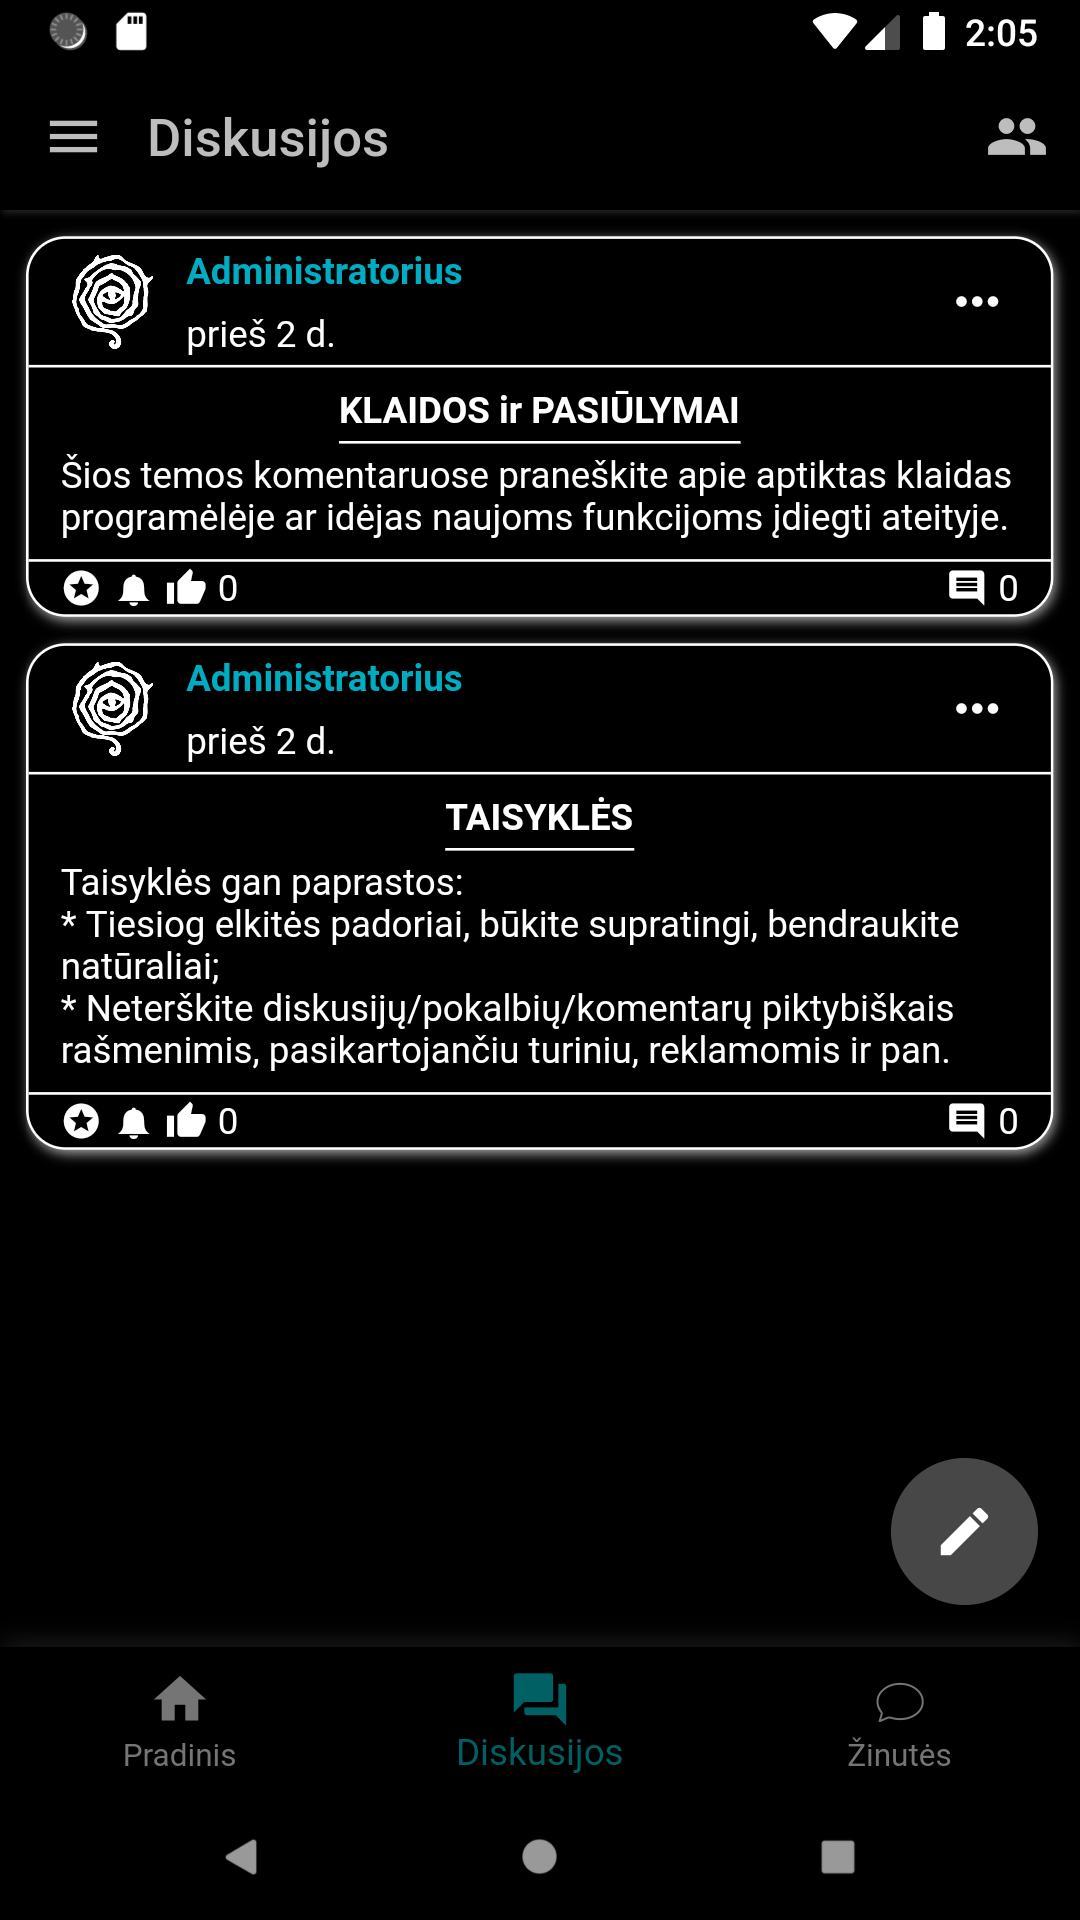 2:05
Diskusijos
Administratorius
prieš 2 d.
KLAIDOS ir PASIŪLYMAI
Šios temos komentaruose praneškite apie aptiktas klaidas
programėlėje ar idėjas naujoms funkcijoms įdiegti ateityje.
0 0
Administratorius
prieš 2 d.
TAISYKLĖS
Taisyklės gan paprastos:
* Tiesiog elkitės padoriai, būkite supratingi, bendraukite
natūraliai;
* Neterškite diskusijų/pokalbių/komentarų piktybiškais
rašmenimis, pasikartojančiu turiniu, reklamomis ir pan.
0 0
Pradinis Diskusijos Žinutės